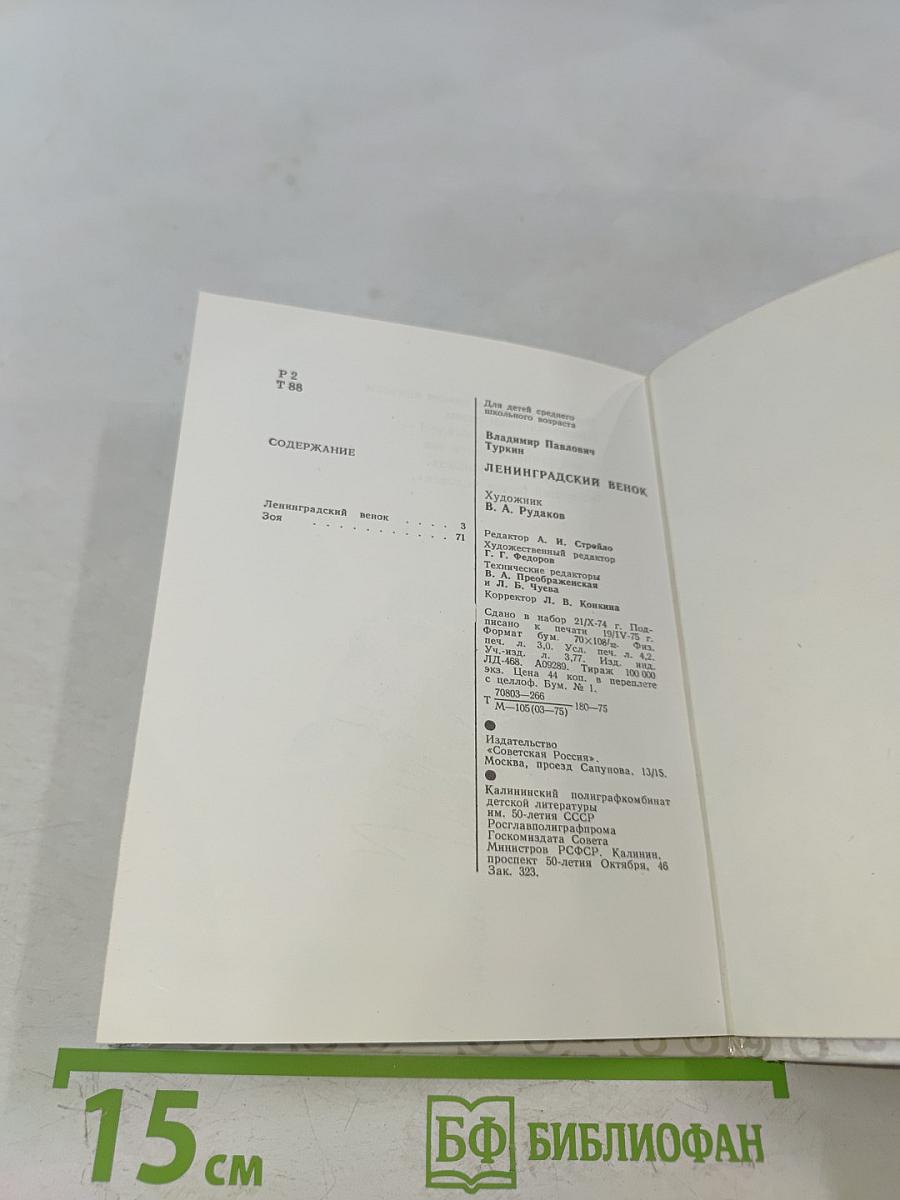 Р 2
Т 88
СОДЕРЖАНИЕ
Ленинградский венок . . . . 3
Зоя . . . . . . . . . . . 71
Для детей среднего
школьного возраста
Владимир Павлович
Туркин
ЛЕНИНГРАДСКИЙ ВЕНОК
Художник
В. А. Рудаков
Редактор А. И. Стройло
Художественный редактор
Г. Г. Федоров
Технические редакторы
В. А. Преображенская
и Л. Б. Чуева
Корректор Л. В. Конкина
Сдано в набор 21/X-74 г. Под-
писано к печати 19/IV-75 г.
Формат бум. 70×108/32. Физ.
печ. л. 3,0. Усл. печ. л. 4,2.
Уч.-изд. л. 3,77. Изд. инд.
ЛД-468. А09289. Тираж 100 000
экз. Цена 44 коп. в переплете
с целлоф. Бум. № 1.
Т 70803—266 180—75
М—105(03—75)
Издательство
«Советская Россия».
Москва, проезд Сапунова, 13/15.
Калининский полиграфкомбинат
детской литературы
им. 50-летия СССР
Росглавполиграфпрома
Госкомиздата Совета
Министров РСФСР. Калинин,
проспект 50-летия Октября, 46
Зак. 323.
15 см
БФ БИБЛИОФАН